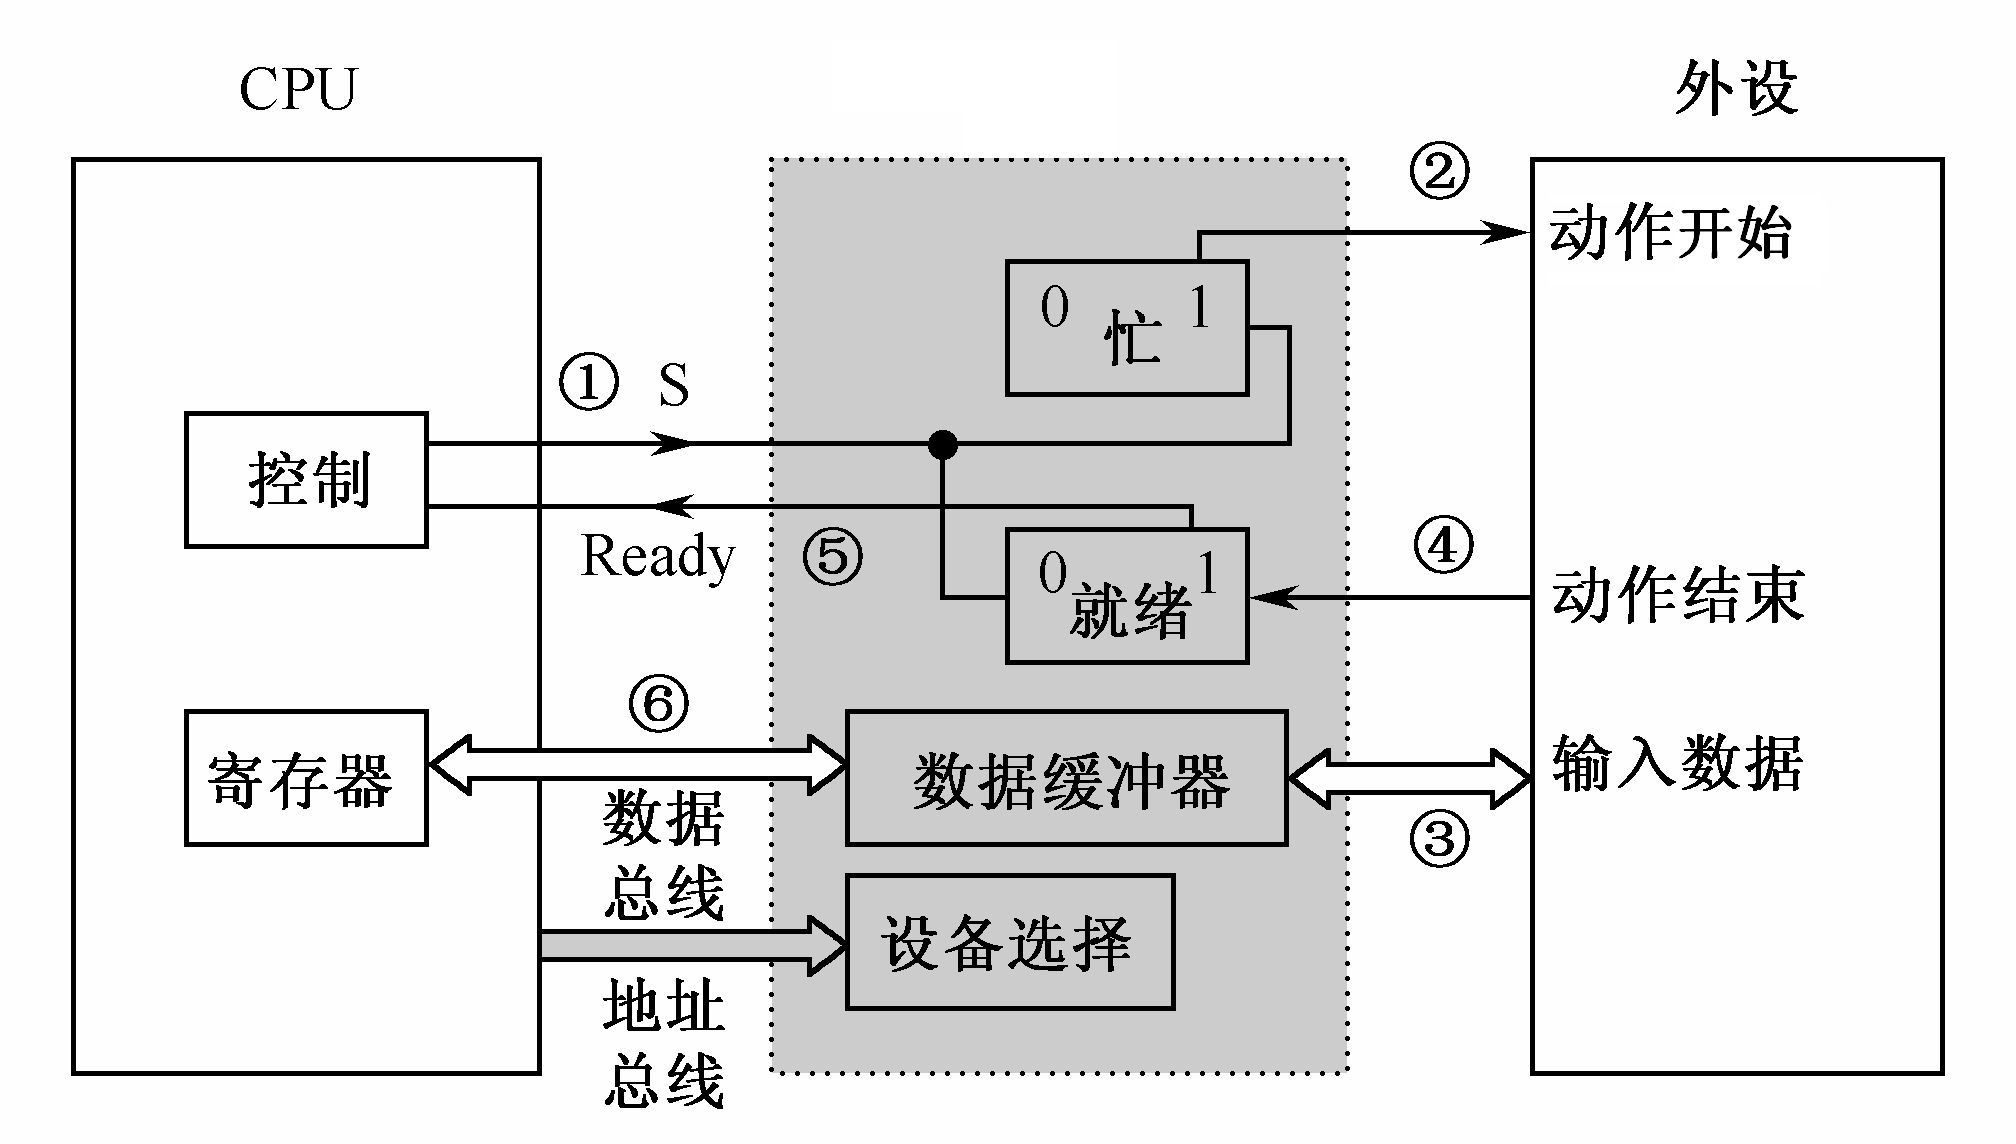 CPU
外设
②
动作开始
0 忙 1
① S
控制
Ready ⑤
0 就绪 1
④
动作结束
⑥
寄存器
数据缓冲器
输入数据
③
数据
总线
设备选择
地址
总线